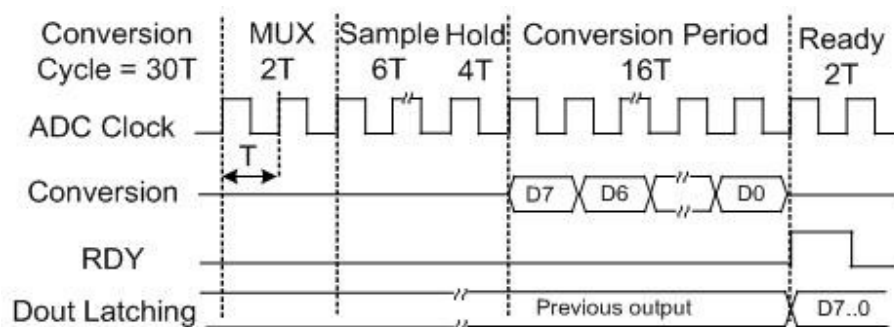 Conversion Cycle = 30T
MUX 2T
Sample 6T
Hold 4T
Conversion Period 16T
Ready 2T
ADC Clock
T
Conversion
D7
D6
D0
RDY
Dout Latching
Previous output
D7..0